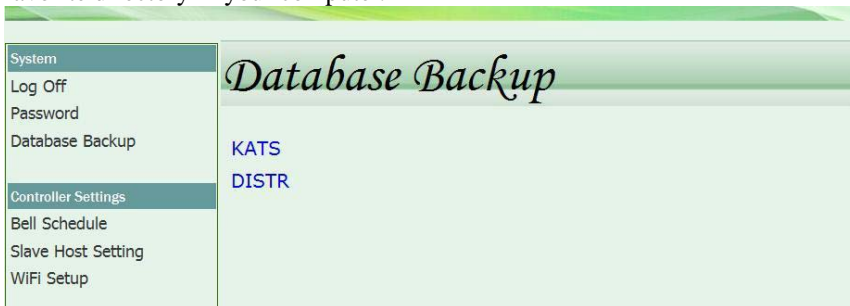 System
Log Off
Password
Database Backup
Controller Settings
Bell Schedule
Slave Host Setting
WiFi Setup
Database Backup
KATS
DISTR